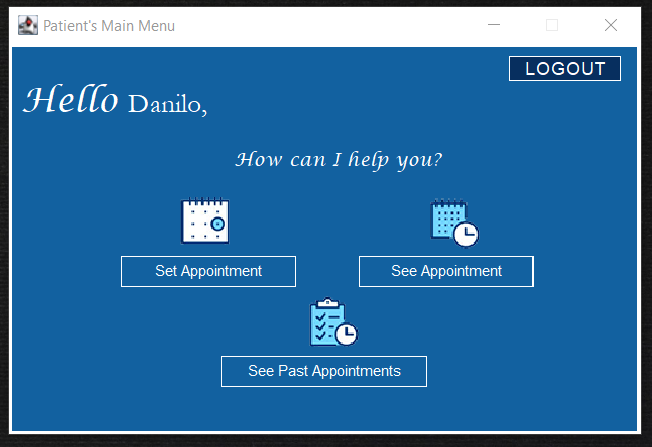 Patient's Main Menu
LOGOUT
Hello Danilo,
How can I help you?
Set Appointment
See Appointment
See Past Appointments